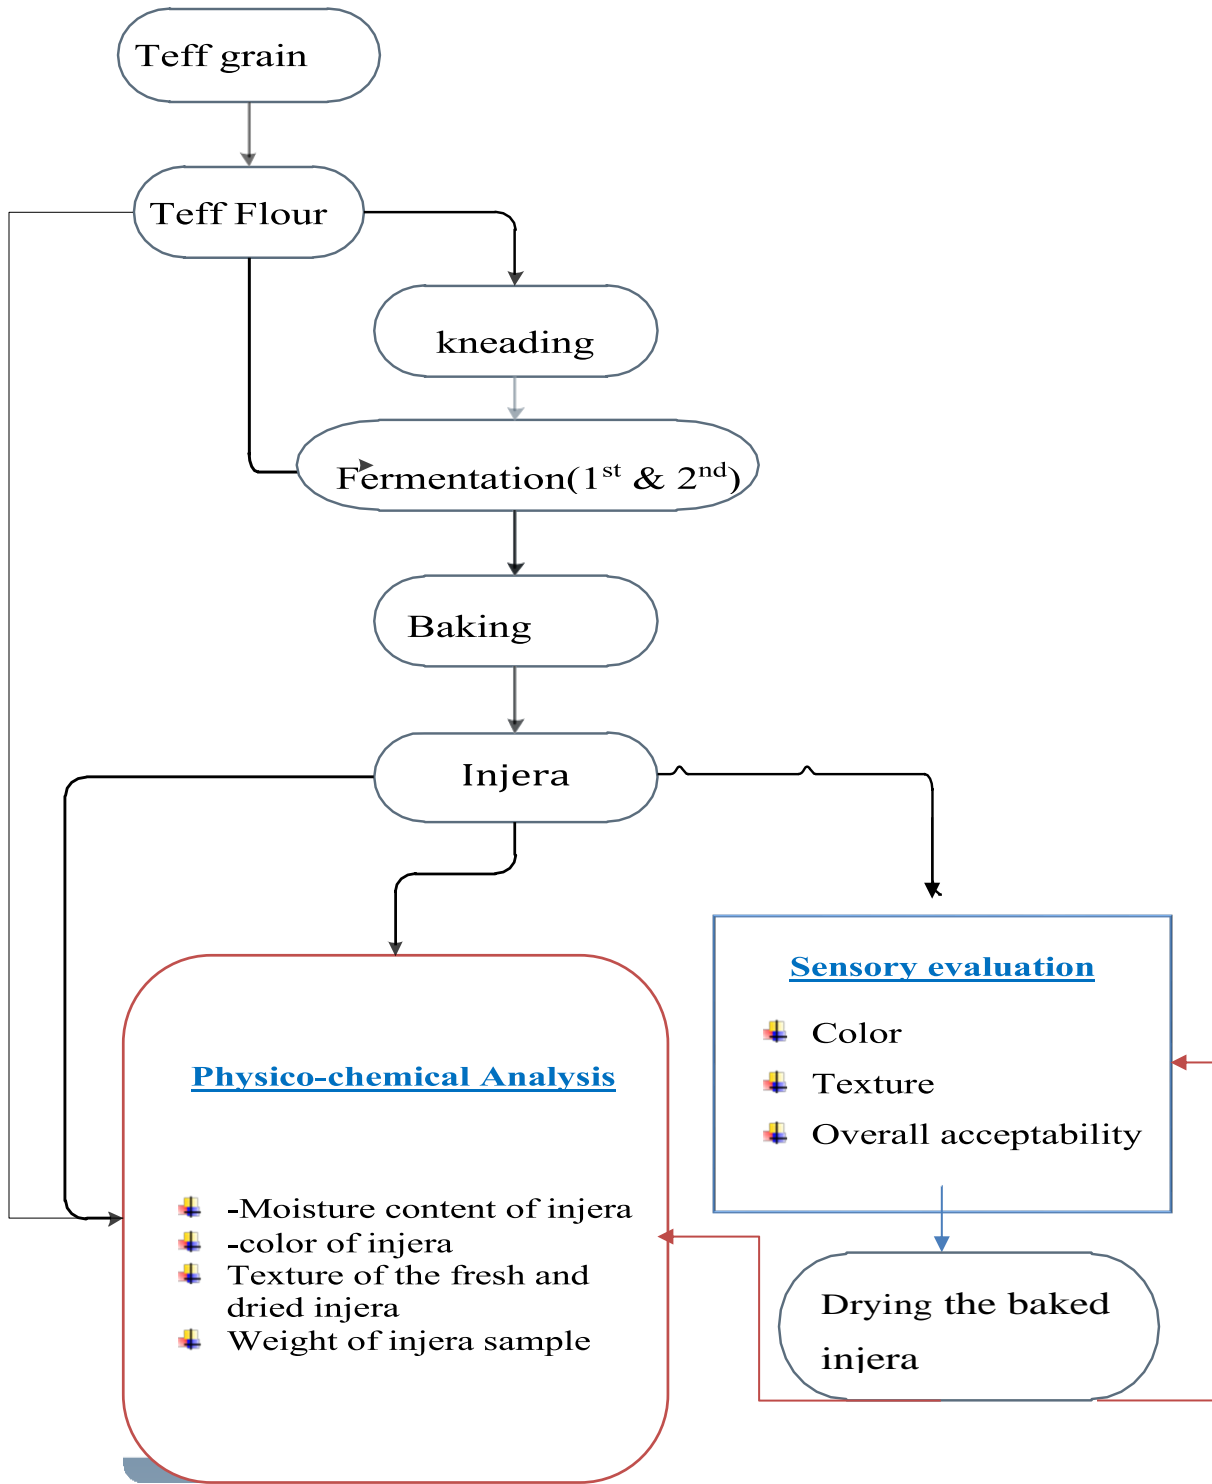 Teff grain
Teff Flour
kneading
Fermentation(1st & 2nd)
Baking
Injera
Sensory evaluation
Color
Texture
Overall acceptability
Physico-chemical Analysis
-Moisture content of injera
-color of injera
Texture of the fresh and
dried injera
Weight of injera sample
Drying the baked
injera